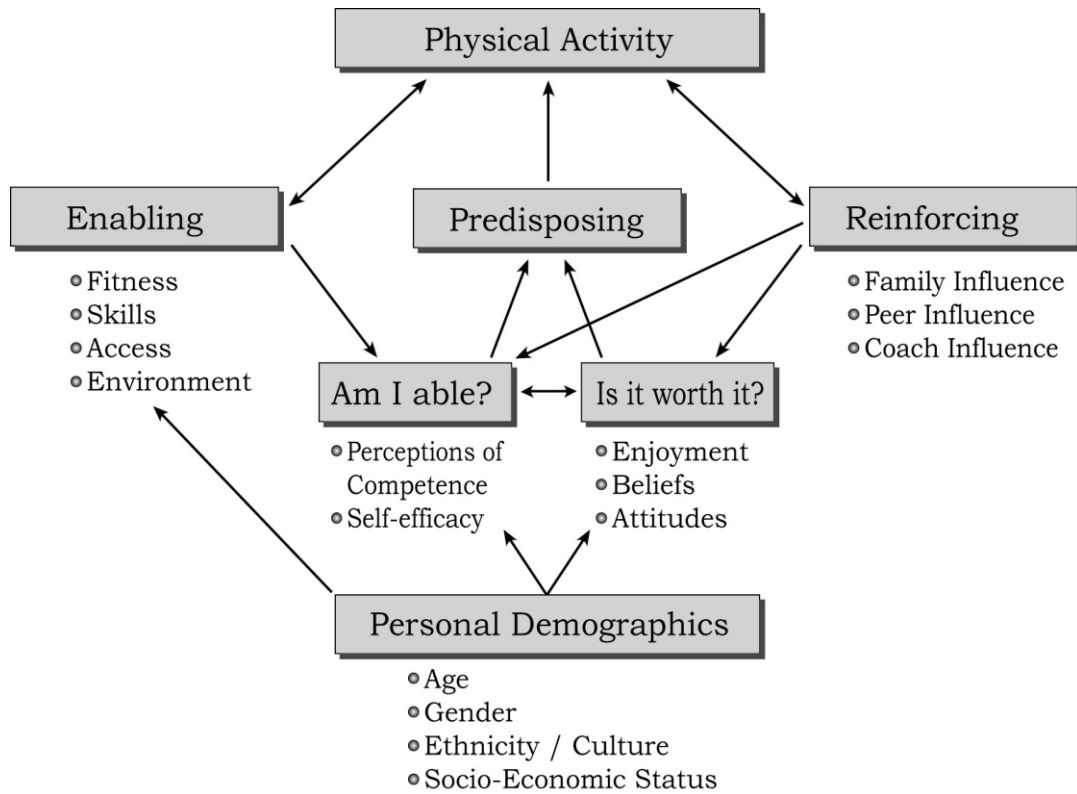 Physical Activity
Enabling
Fitness
Skills
Access
Environment
Predisposing
Reinforcing
Family Influence
Peer Influence
Coach Influence
Am I able?
Perceptions of
Competence
Self-efficacy
Is it worth it?
Enjoyment
Beliefs
Attitudes
Personal Demographics
Age
Gender
Ethnicity / Culture
Socio-Economic Status